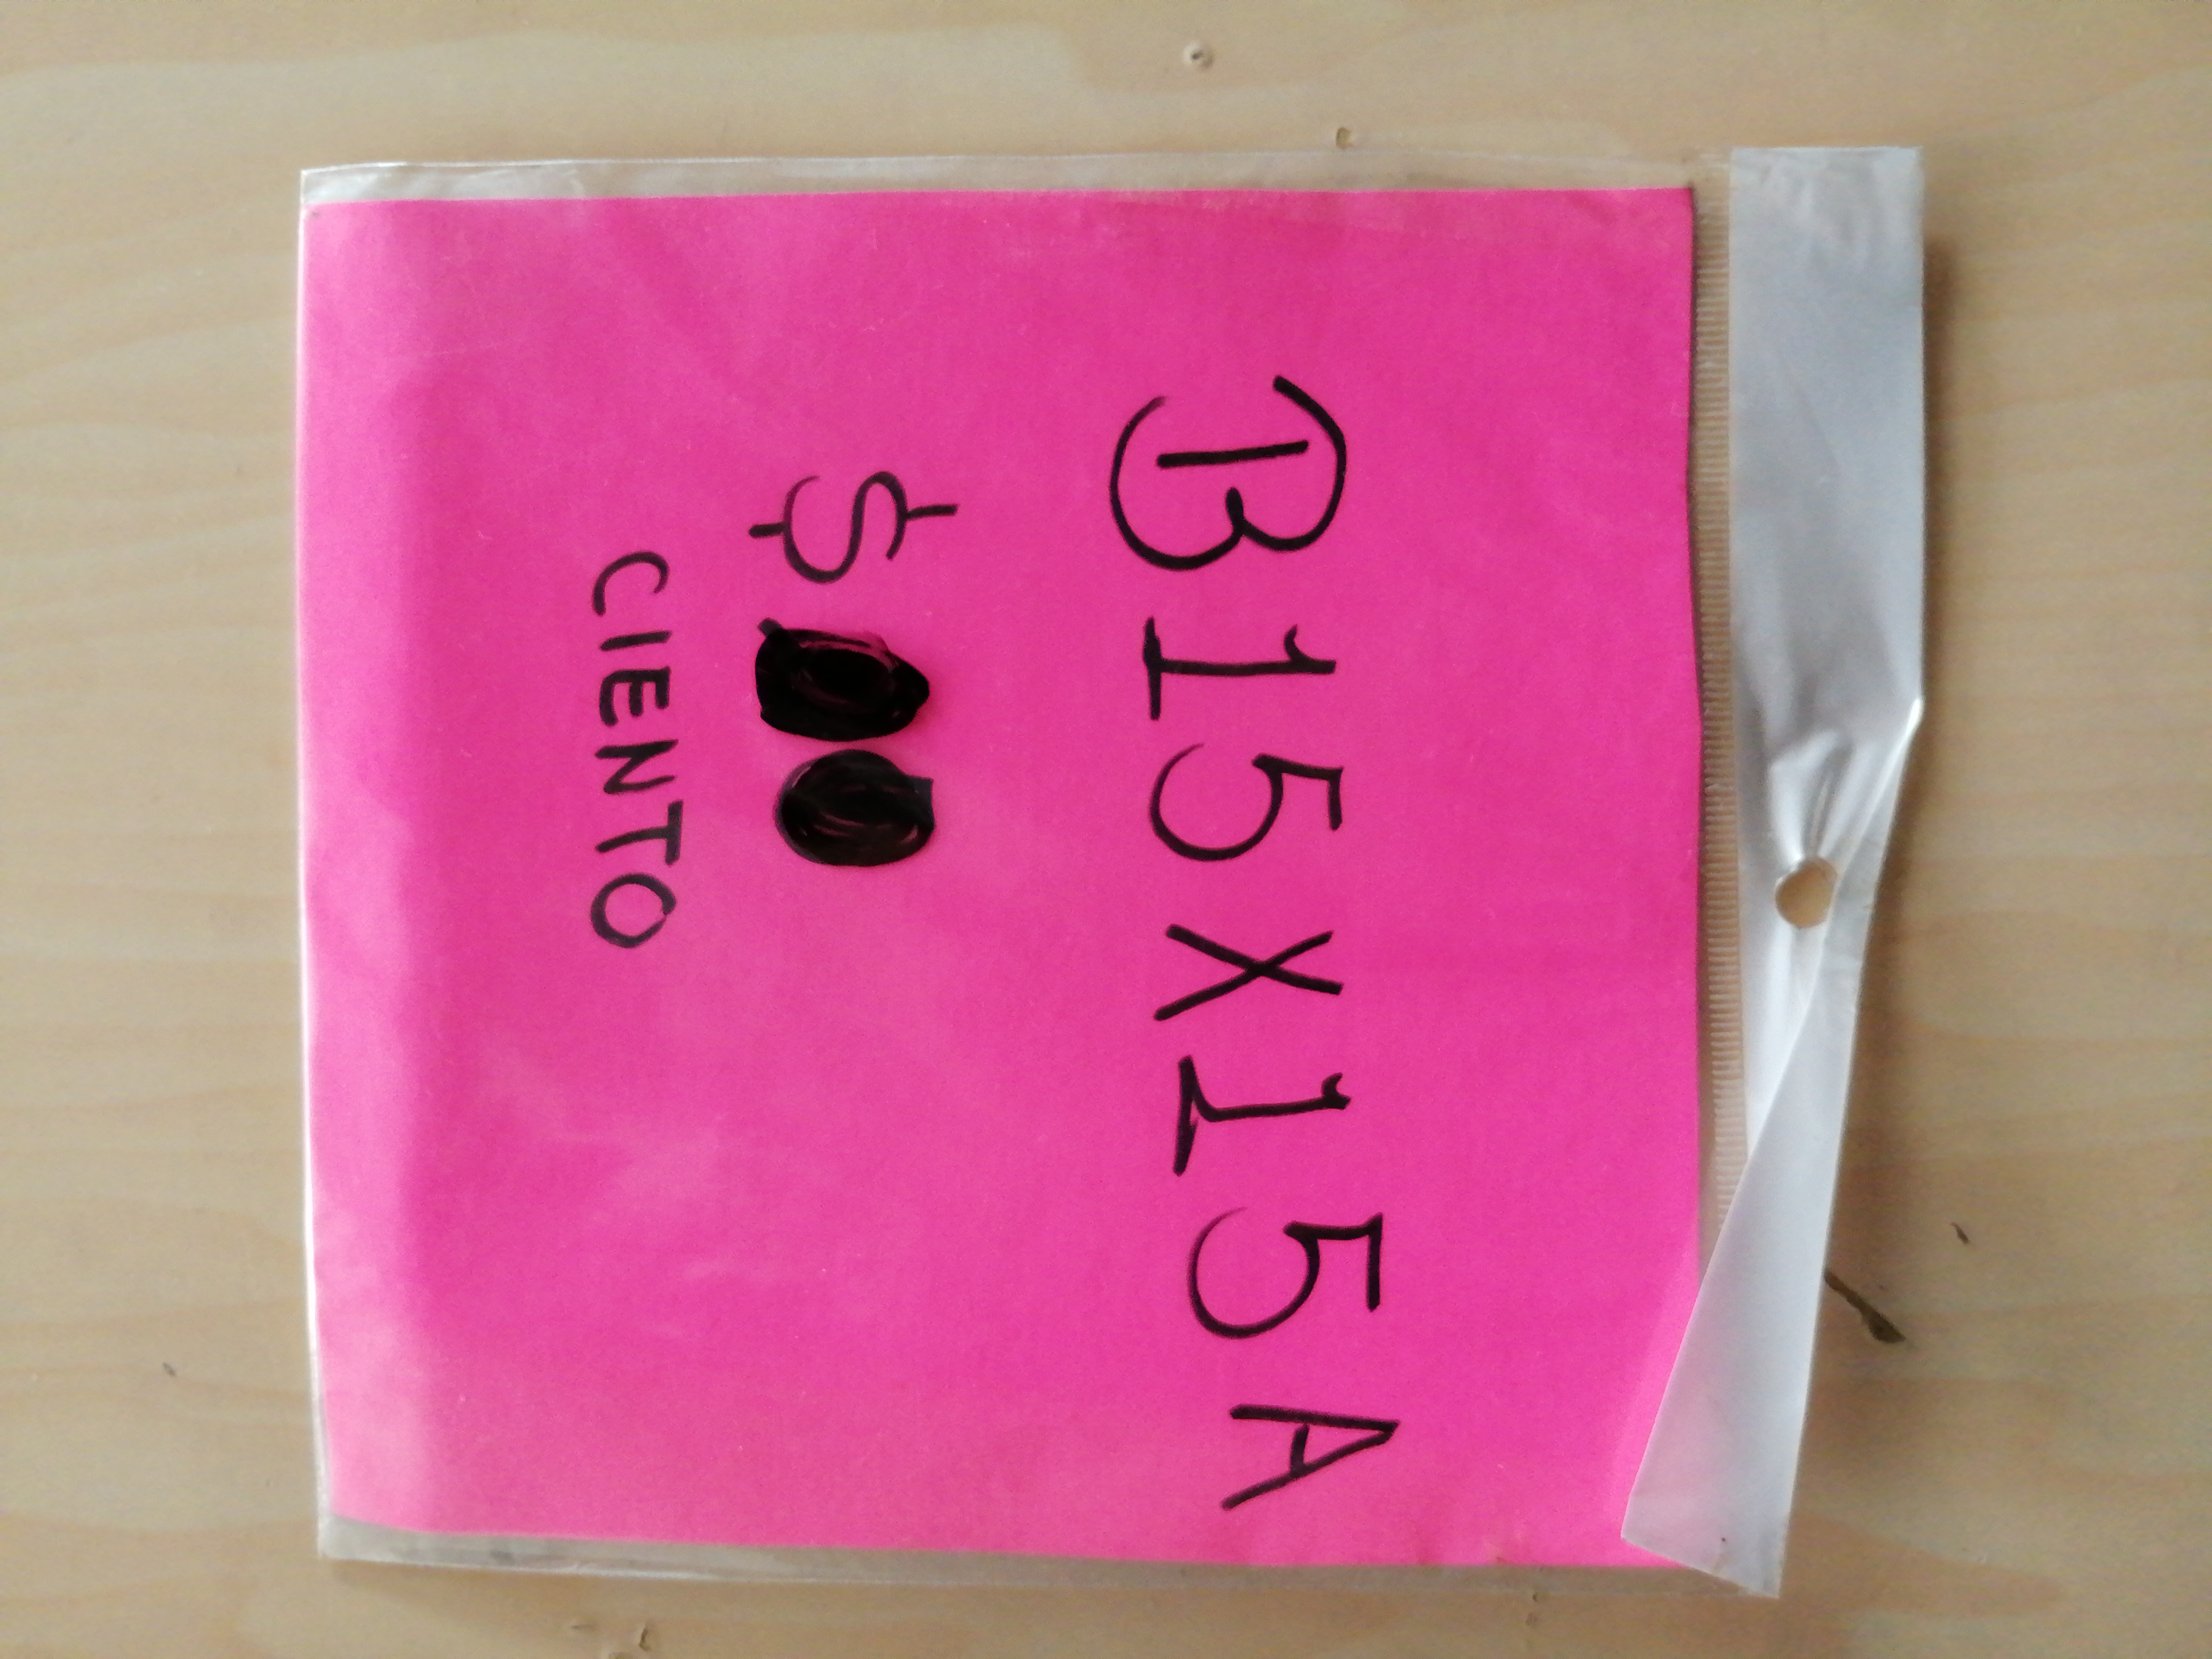 B15X15A
$
CIENTO